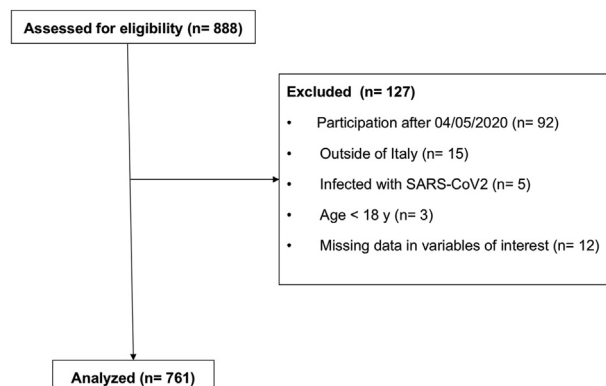 Assessed for eligibility (n= 888)
Excluded (n= 127)
• Participation after 04/05/2020 (n= 92)
• Outside of Italy (n= 15)
• Infected with SARS-CoV2 (n= 5)
• Age < 18 y (n= 3)
• Missing data in variables of interest (n= 12)
Analyzed (n= 761)